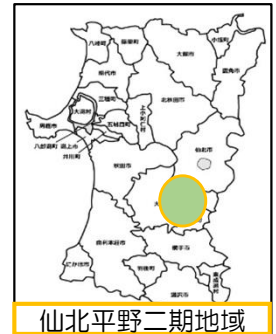 八峰町
藤里町
小坂町
大館市
能代市
鹿角市
三種町
北秋田市
上小阿仁村
大潟村
男鹿市
五城目町
八郎潟町
潟上市
井川町
仙北市
秋田市
由利本荘市
横手市
にかほ市
羽後町
東成瀬村
湯沢市
仙北平野二期地域